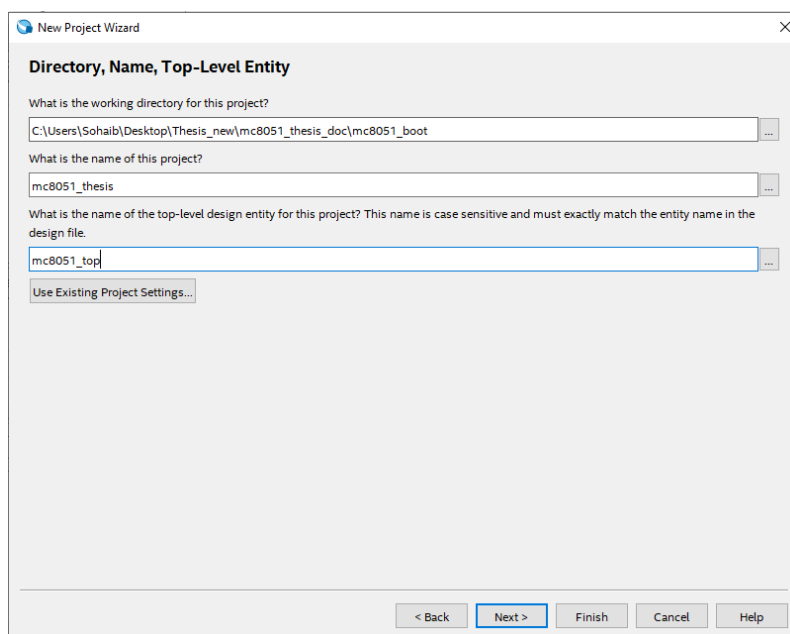 New Project Wizard
Directory, Name, Top-Level Entity
What is the working directory for this project?
C:\Users\Sohaib\Desktop\Thesis_new\mc8051_thesis_doc\mc8051_boot
...
What is the name of this project?
mc8051_thesis
...
What is the name of the top-level design entity for this project? This name is case sensitive and must exactly match the entity name in the
design file.
mc8051_top
...
Use Existing Project Settings...
< Back Next > Finish Cancel Help